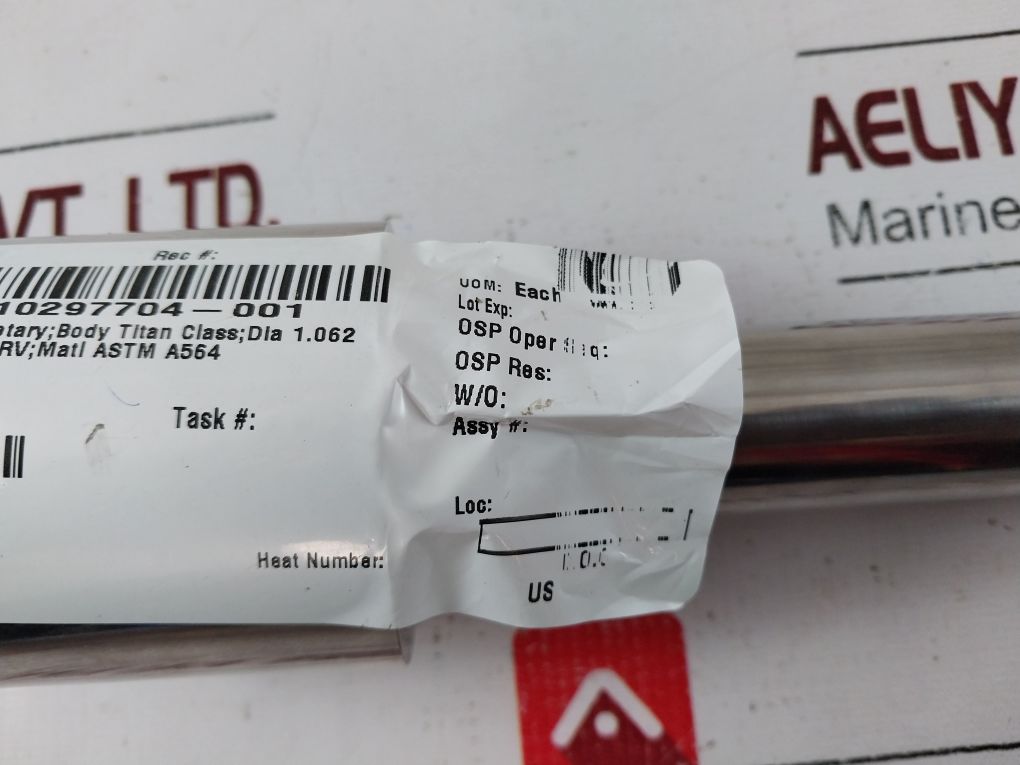 AELIY
Marine
VT. LTD.
Rec #:
10297704-001
etary;Body Titan Class;Dia 1.062
RV;Matl ASTM A564
Task #:
Heat Number:
UOM: Each
Lot Exp:
OSP Oper
OSP Res:
W/O:
Assy #:
Loc:
US